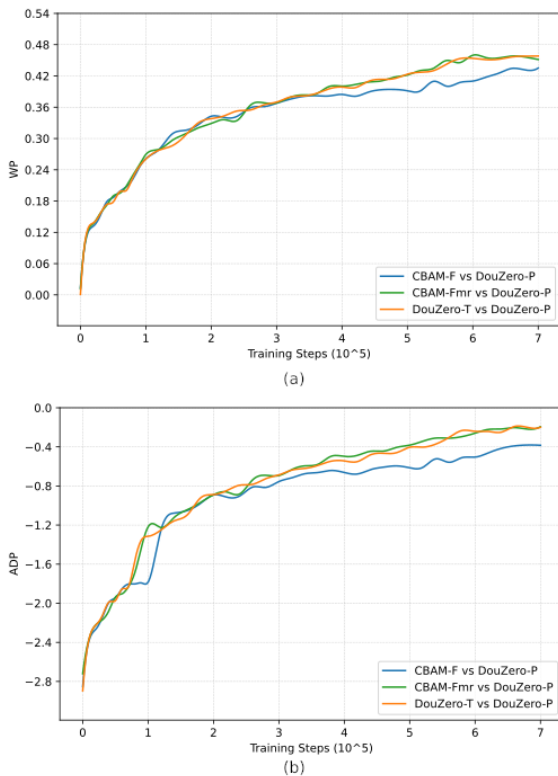 0.54
0.48
0.42
0.36
0.30
0.24
0.18
0.12
0.06
0.00
WP
CBAM-F vs DouZero-P
CBAM-Fmr vs DouZero-P
DouZero-T vs DouZero-P
0 1 2 3 4 5 6 7
Training Steps (10^5)
(a)
0.0
−0.4
−0.8
−1.2
−1.6
−2.0
−2.4
−2.8
ADP
CBAM-F vs DouZero-P
CBAM-Fmr vs DouZero-P
DouZero-T vs DouZero-P
0 1 2 3 4 5 6 7
Training Steps (10^5)
(b)